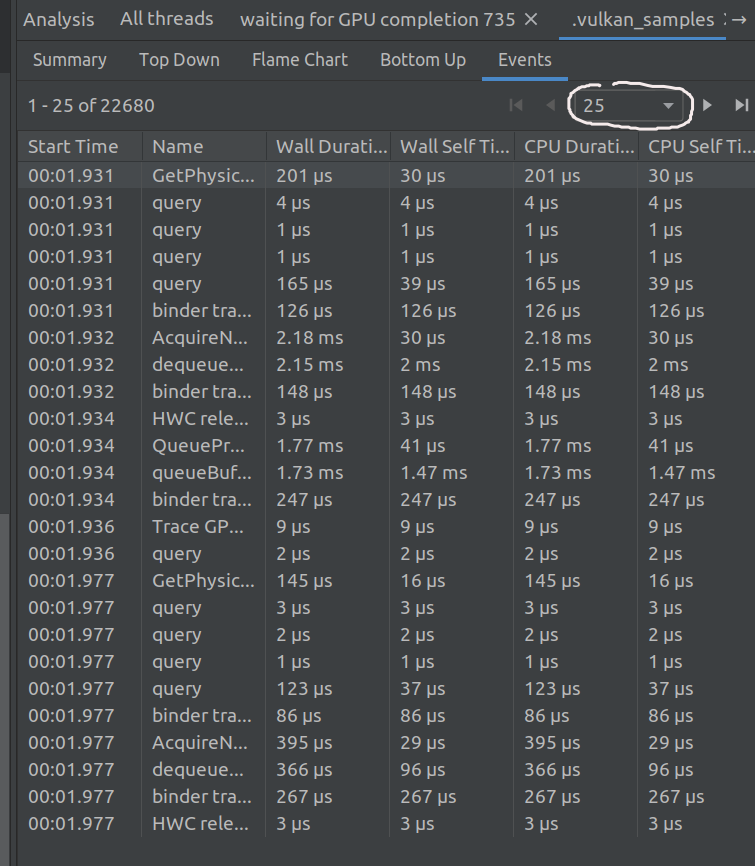 Analysis All threads waiting for GPU completion 735 × .vulkan_samples →
Summary Top Down Flame Chart Bottom Up Events
1 - 25 of 22680 25
Start Time Name Wall Durati... Wall Self Ti... CPU Durati... CPU Self Ti...
00:01.931 GetPhysic... 201 μs 30 μs 201 μs 30 μs
00:01.931 query 4 μs 4 μs 4 μs 4 μs
00:01.931 query 1 μs 1 μs 1 μs 1 μs
00:01.931 query 1 μs 1 μs 1 μs 1 μs
00:01.931 query 165 μs 39 μs 165 μs 39 μs
00:01.931 binder tra... 126 μs 126 μs 126 μs 126 μs
00:01.932 AcquireN... 2.18 ms 30 μs 2.18 ms 30 μs
00:01.932 dequeue... 2.15 ms 2 ms 2.15 ms 2 ms
00:01.932 binder tra... 148 μs 148 μs 148 μs 148 μs
00:01.934 HWC rele... 3 μs 3 μs 3 μs 3 μs
00:01.934 QueuePr... 1.77 ms 41 μs 1.77 ms 41 μs
00:01.934 queueBuf... 1.73 ms 1.47 ms 1.73 ms 1.47 ms
00:01.934 binder tra... 247 μs 247 μs 247 μs 247 μs
00:01.936 Trace GP... 9 μs 9 μs 9 μs 9 μs
00:01.936 query 2 μs 2 μs 2 μs 2 μs
00:01.977 GetPhysic... 145 μs 16 μs 145 μs 16 μs
00:01.977 query 3 μs 3 μs 3 μs 3 μs
00:01.977 query 2 μs 2 μs 2 μs 2 μs
00:01.977 query 1 μs 1 μs 1 μs 1 μs
00:01.977 query 123 μs 37 μs 123 μs 37 μs
00:01.977 binder tra... 86 μs 86 μs 86 μs 86 μs
00:01.977 AcquireN... 395 μs 29 μs 395 μs 29 μs
00:01.977 dequeue... 366 μs 96 μs 366 μs 96 μs
00:01.977 binder tra... 267 μs 267 μs 267 μs 267 μs
00:01.977 HWC rele... 3 μs 3 μs 3 μs 3 μs